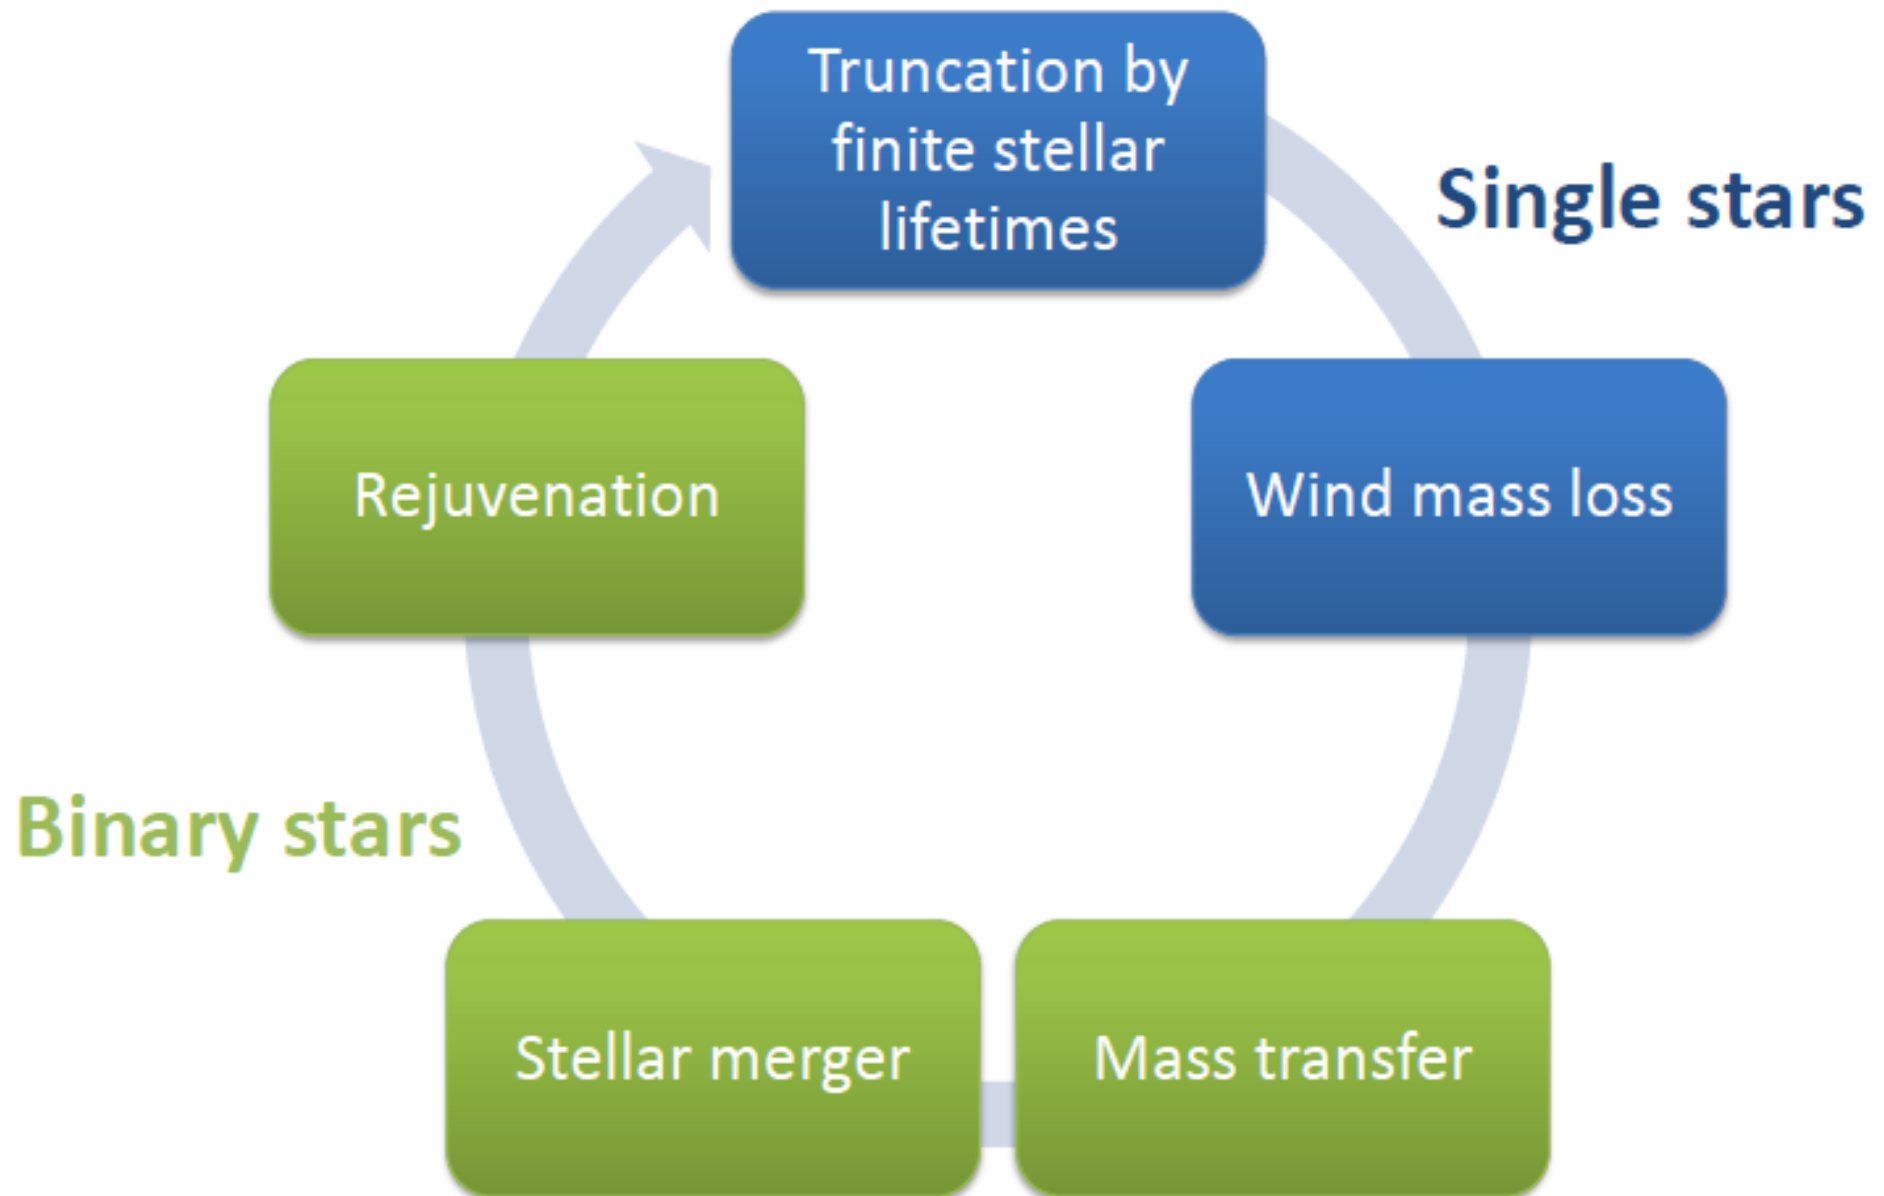 Truncation by
finite stellar
lifetimes
Single stars
Rejuvenation
Wind mass loss
Binary stars
Stellar merger
Mass transfer